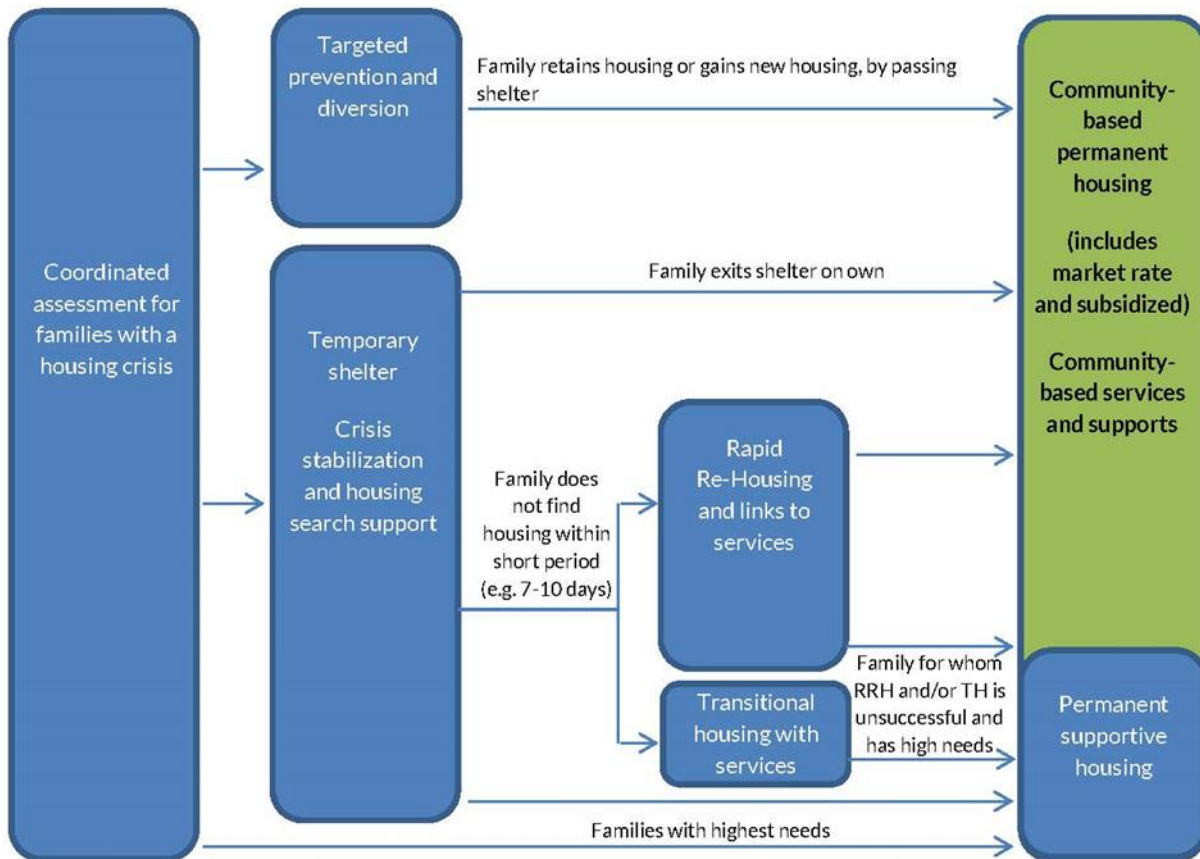 Coordinated
assessment for
families with a
housing crisis
Targeted
prevention and
diversion
Family retains housing or gains new housing, by passing
shelter
Temporary
shelter
Crisis
stabilization
and housing
search support
Family exits shelter on own
Family does
not find
housing within
short period
(e.g. 7-10 days)
Rapid
Re-Housing
and links to
services
Transitional
housing with
services
Family for whom
RRH and/or TH is
unsuccessful and
has high needs
Families with highest needs
Community-
based
permanent
housing
(includes
market rate
and subsidized)
Community-
based services
and supports
Permanent
supportive
housing